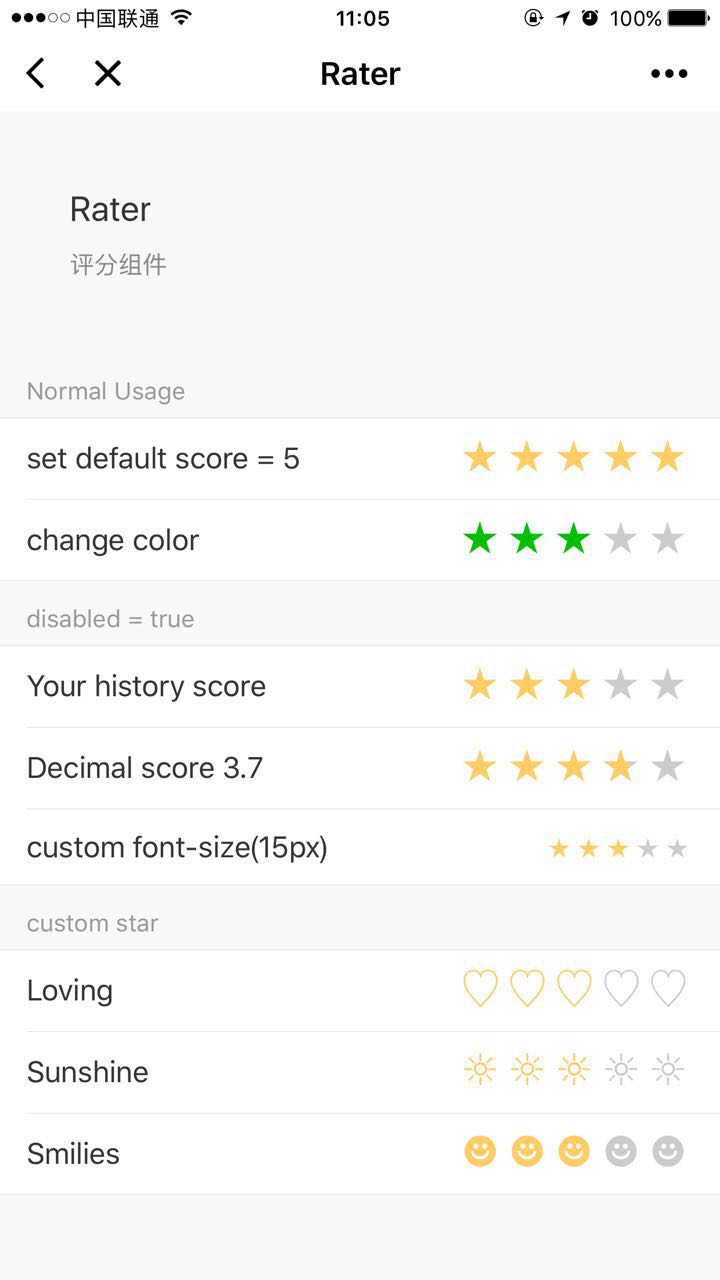 中国联通 11:05 100%
Rater
Rater
评分组件
Normal Usage
set default score = 5
change color
disabled = true
Your history score
Decimal score 3.7
custom font-size(15px)
custom star
Loving
Sunshine
Smilies